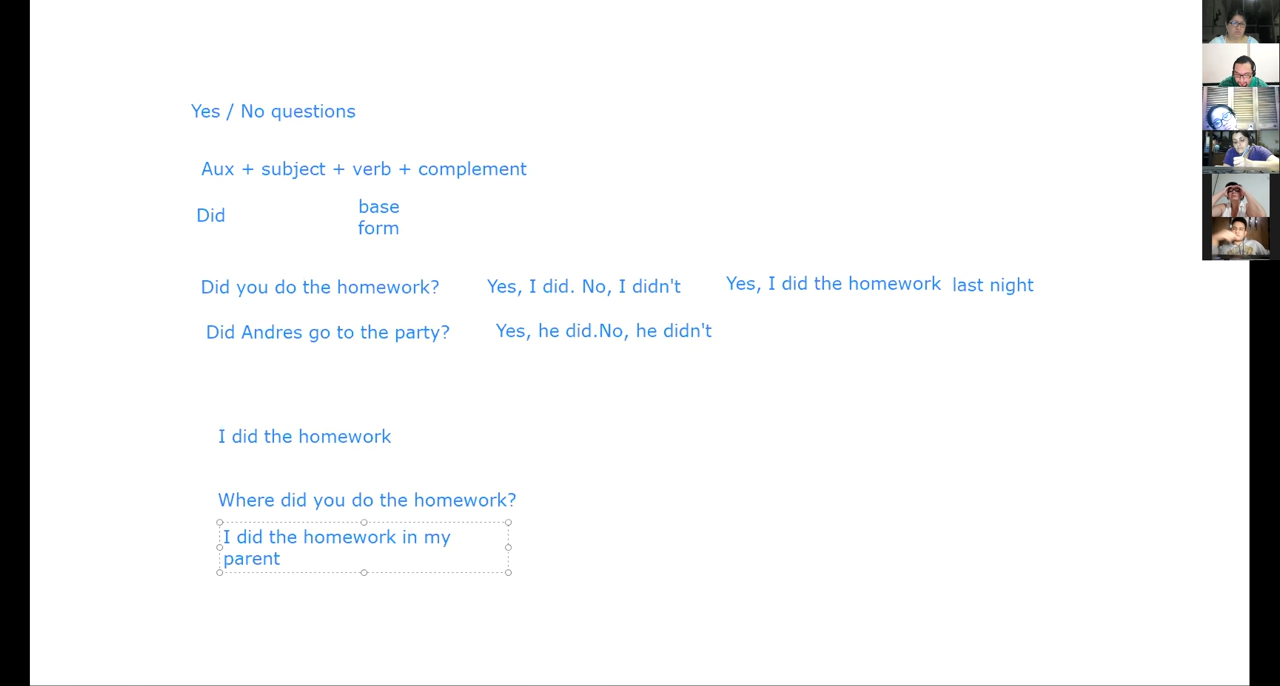 Yes / No questions
Aux + subject + verb + complement
Did
base
form
Did you do the homework? Yes, I did. No, I didn't Yes, I did the homework last night
Did Andres go to the party? Yes, he did.No, he didn't
I did the homework
Where did you do the homework?
I did the homework in my
parent